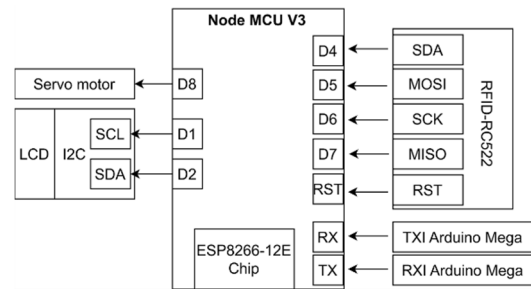 Node MCU V3
D4
SDA
Servo motor
D8
D5
MOSI
RFID-RC522
D6
SCK
LCD
I2C
SCL
D1
D7
MISO
SDA
D2
RST
RST
ESP8266-12E
Chip
RX
TXI Arduino Mega
TX
RXI Arduino Mega